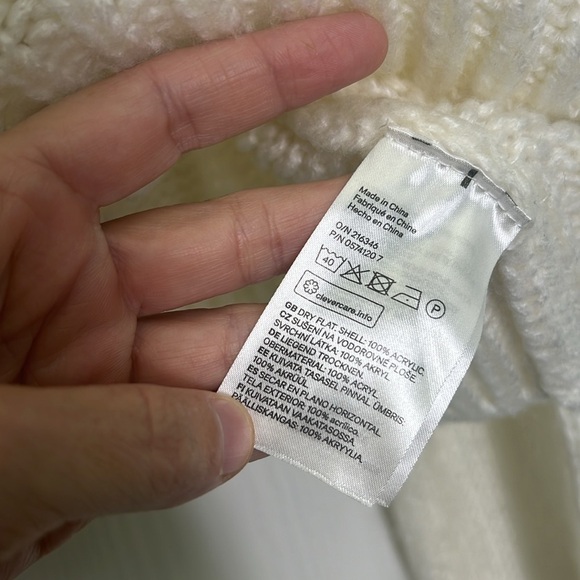 Made in China
Fabriqué en Chine
Hecho en China
O/N 216346
P/N 0574120 7
40
P
clevercare.info
GB DRY FLAT. SHELL: 100% ACRYLIC.
CZ SUŠENÍ NA VODOROVNÉ PLOŠE.
SVRCHNÍ LÁTKA: 100% AKRYL
DE LIEGEND TROCKNEN.
OBERMATERIAL: 100% ACRYL.
EE KUIVATA TASASEL PINNAL. ÜMBRIS:
100% AKRÜÜL
ES SECAR EN PLANO HORIZONTAL
PIELA EXTERIOR: 100% acrílico.
FI KUIVATAAN VAAKATASOSSA.
PÄÄLLISKANGAS: 100% AKRYYLIA